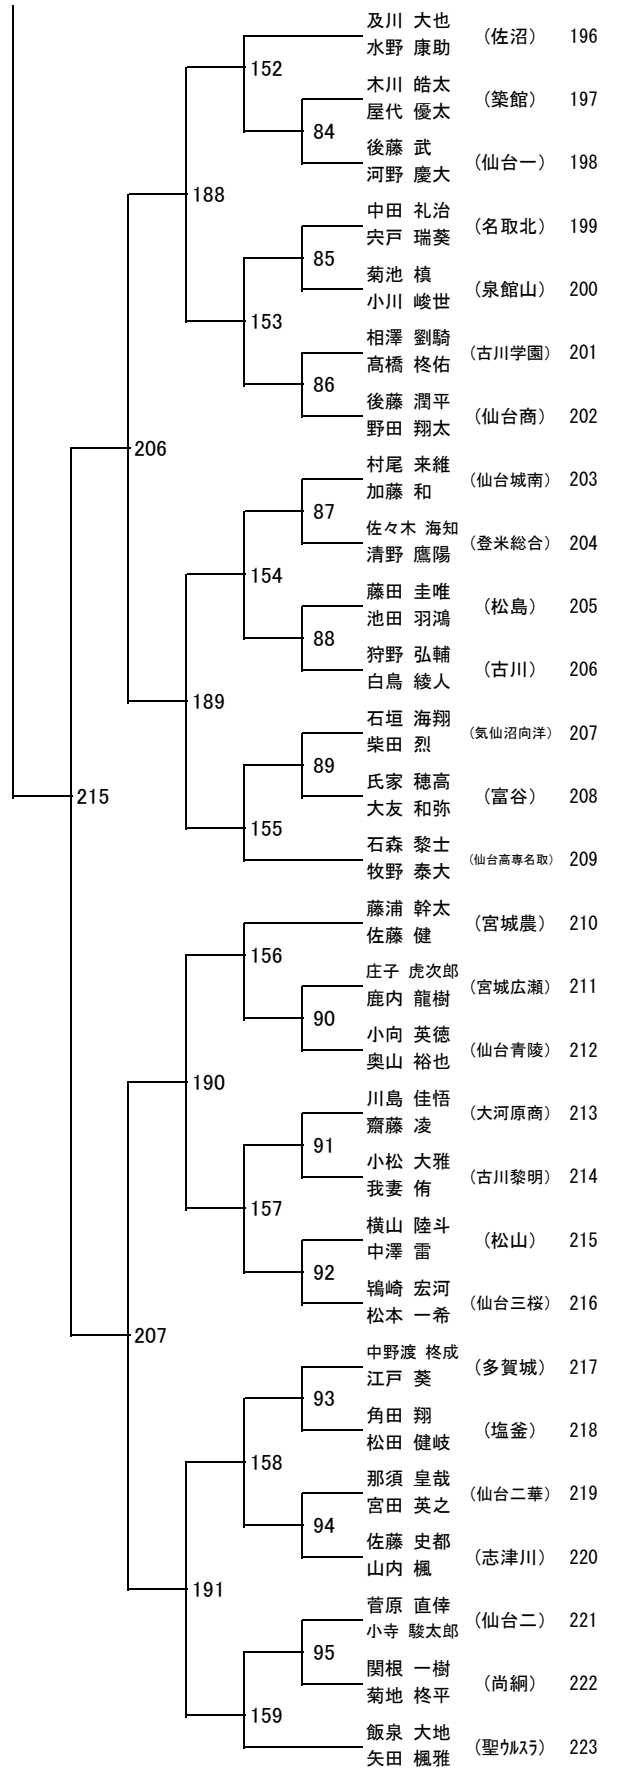 及川 大也
水野 康助
（佐沼） 196
152
木川 皓太
屋代 優太
（築館） 197
84
後藤 武
河野 慶大
（仙台一） 198
188
中田 礼治
宍戸 瑞葵
（名取北） 199
85
菊池 槙
小川 峻世
（泉館山） 200
153
相澤 劉騎
髙橋 柊佑
（古川学園） 201
86
後藤 潤平
野田 翔太
（仙台商） 202
206
村尾 来維
加藤 和
（仙台城南） 203
87
佐々木 海知
清野 鷹陽
（登米総合） 204
154
藤田 圭唯
池田 羽鴻
（松島） 205
88
狩野 弘輔
白鳥 綾人
（古川） 206
189
石垣 海翔
柴田 烈
（気仙沼向洋） 207
89
氏家 穂高
大友 和弥
（富谷） 208
215
155
石森 黎士
牧野 泰大
（仙台高専名取） 209
藤浦 幹太
佐藤 健
（宮城農） 210
156
庄子 虎次郎
鹿内 龍樹
（宮城広瀬） 211
90
小向 英徳
奥山 裕也
（仙台青陵） 212
190
川島 佳悟
齋藤 凌
（大河原商） 213
91
小松 大雅
我妻 侑
（古川黎明） 214
157
横山 陸斗
中澤 雷
（松山） 215
92
鴇崎 宏河
松本 一希
（仙台三桜） 216
207
中野渡 柊成
江戸 葵
（多賀城） 217
93
角田 翔
松田 健岐
（塩釜） 218
158
那須 皇哉
宮田 英之
（仙台二華） 219
94
佐藤 史都
山内 楓
（志津川） 220
191
菅原 直倖
小寺 駿太郎
（仙台二） 221
95
関根 一樹
菊地 柊平
（尚絅） 222
159
飯泉 大地
矢田 楓雅
（聖ｳﾙｽﾗ） 223